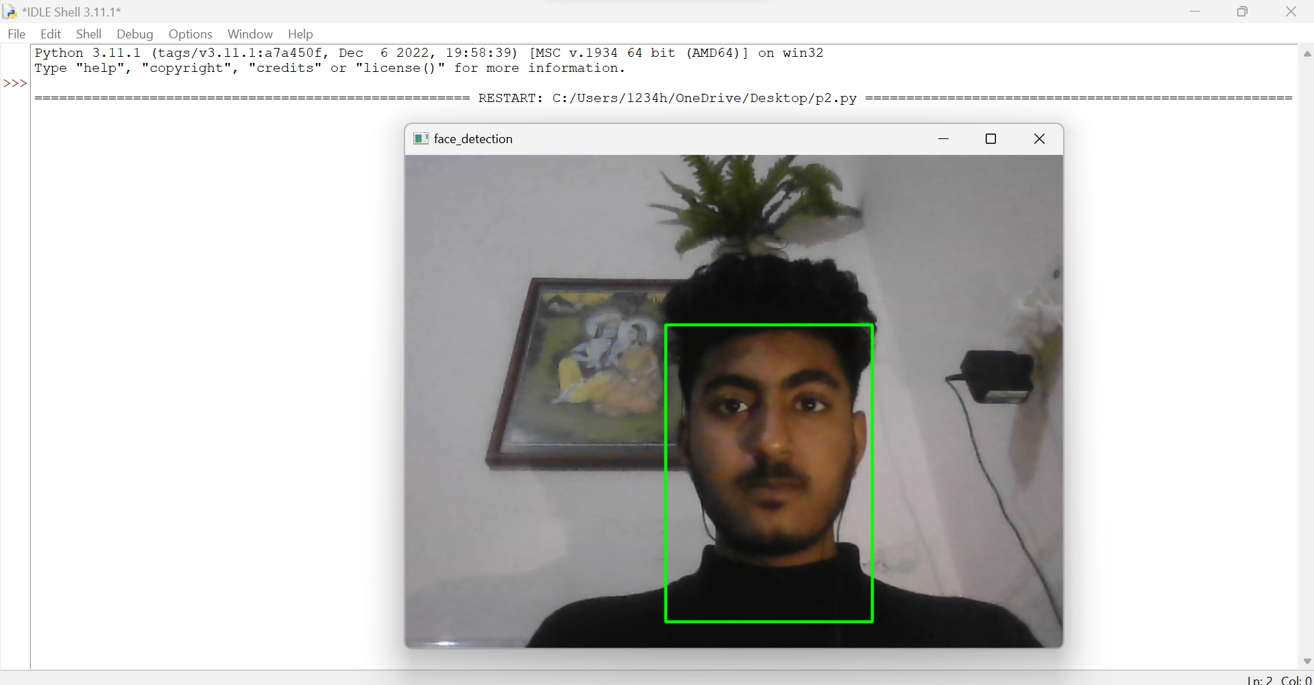 *IDLE Shell 3.11.1*
File Edit Shell Debug Options Window Help
Python 3.11.1 (tags/v3.11.1:a7a450f, Dec  6 2022, 19:58:39) [MSC v.1934 64 bit (AMD64)] on win32
Type "help", "copyright", "credits" or "license()" for more information.
>>>
===================================================== RESTART: C:/Users/1234h/OneDrive/Desktop/p2.py ====================================================
face_detection
Ln: 2 Col: 0